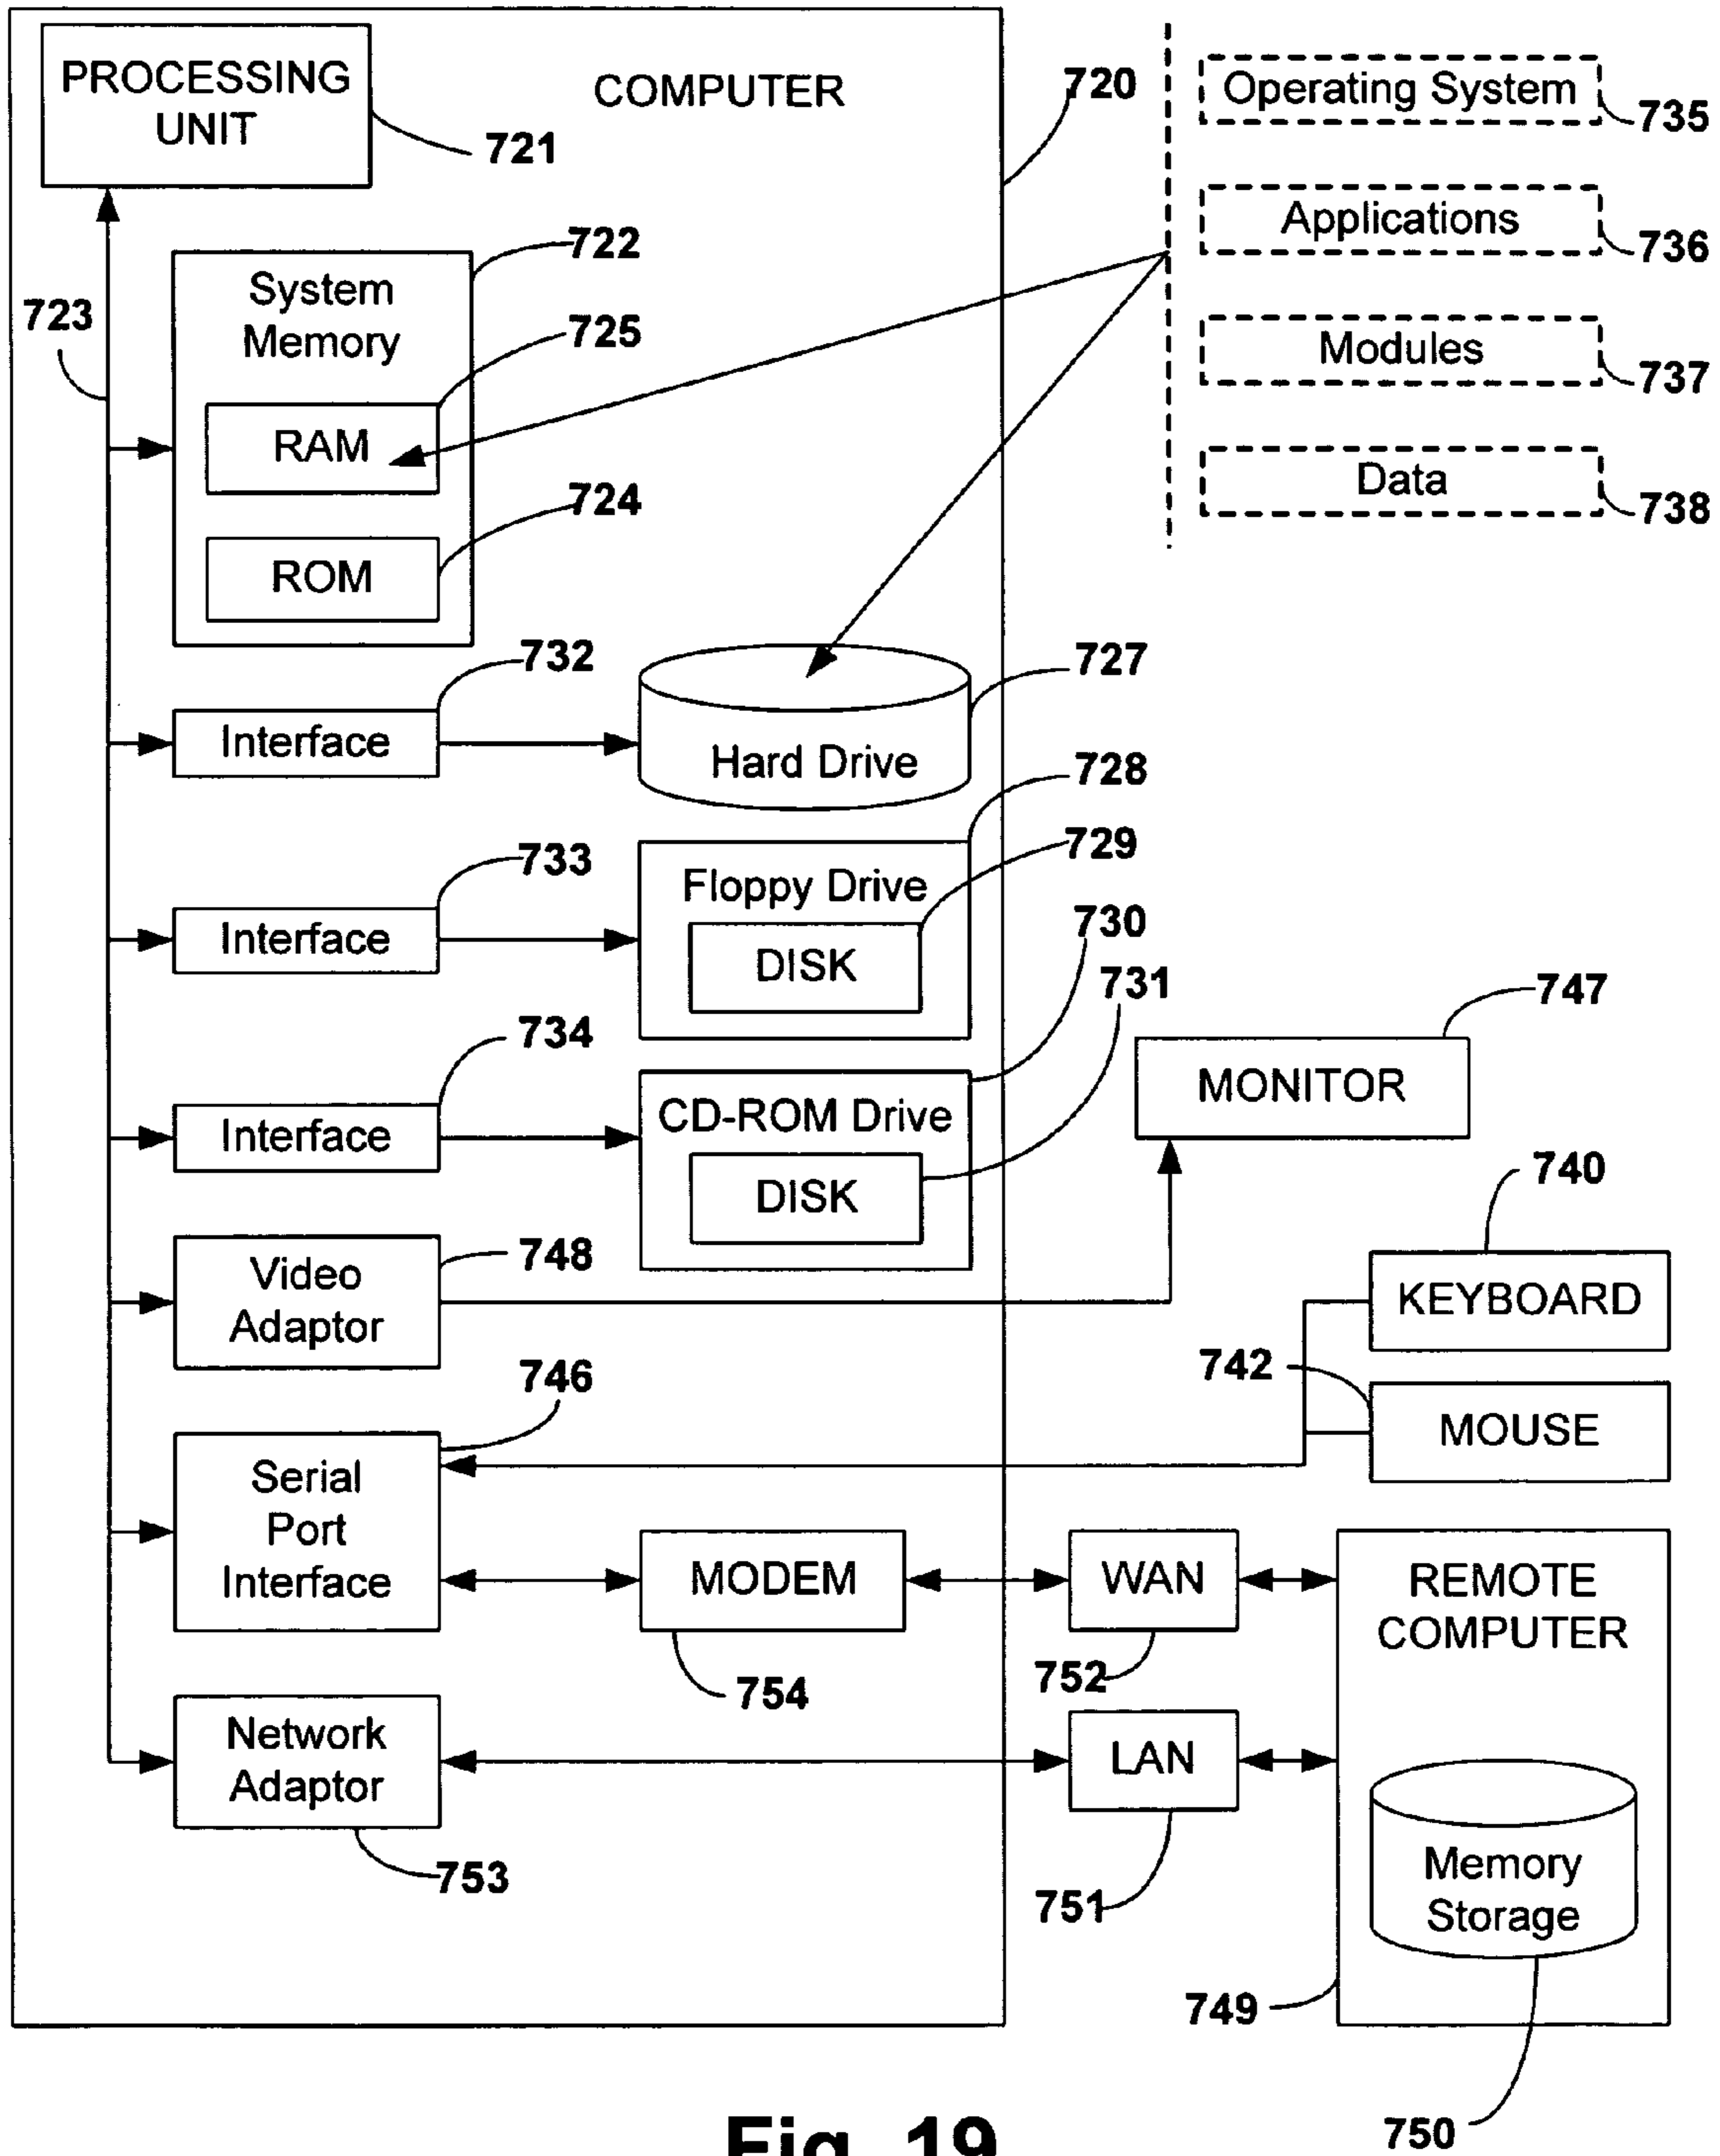 PROCESSING
UNIT
COMPUTER
720
Operating System
735
721
Applications
736
722
System
Memory
723
725
Modules
737
RAM
Data
738
724
ROM
732
727
Interface
Hard Drive
728
729
733
Floppy Drive
730
Interface
DISK
731
747
734
MONITOR
CD-ROM Drive
Interface
740
DISK
748
Video
Adaptor
KEYBOARD
742
746
MOUSE
Serial
Port
Interface
MODEM
WAN
REMOTE
COMPUTER
752
754
Network
Adaptor
LAN
Memory
Storage
753
751
749
750
Fig. 19